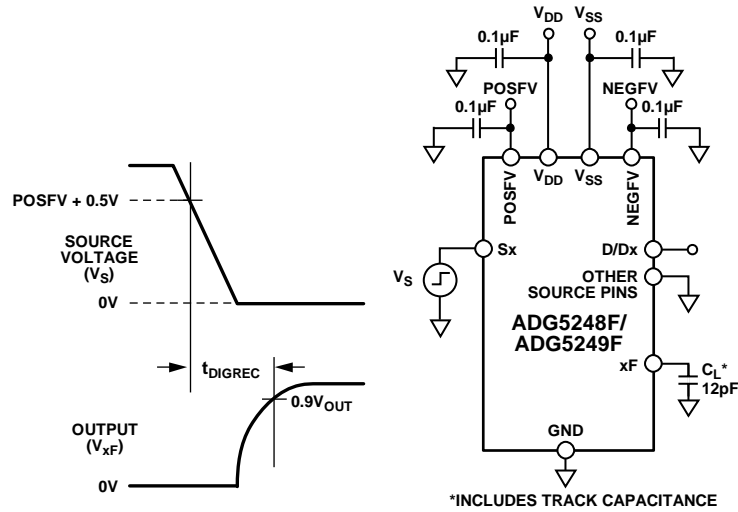 POSFV + 0.5V
SOURCE
VOLTAGE
(VS)
0V
tDIGREC
0.9VOUT
OUTPUT
(VxF)
0V
VDD VSS
0.1µF 0.1µF
POSFV NEGFV
0.1µF 0.1µF
POSFV VDD VSS NEGFV
Sx D/Dx
VS
OTHER
SOURCE PINS
ADG5248F/
ADG5249F
xF
CL*
12pF
GND
*INCLUDES TRACK CAPACITANCE